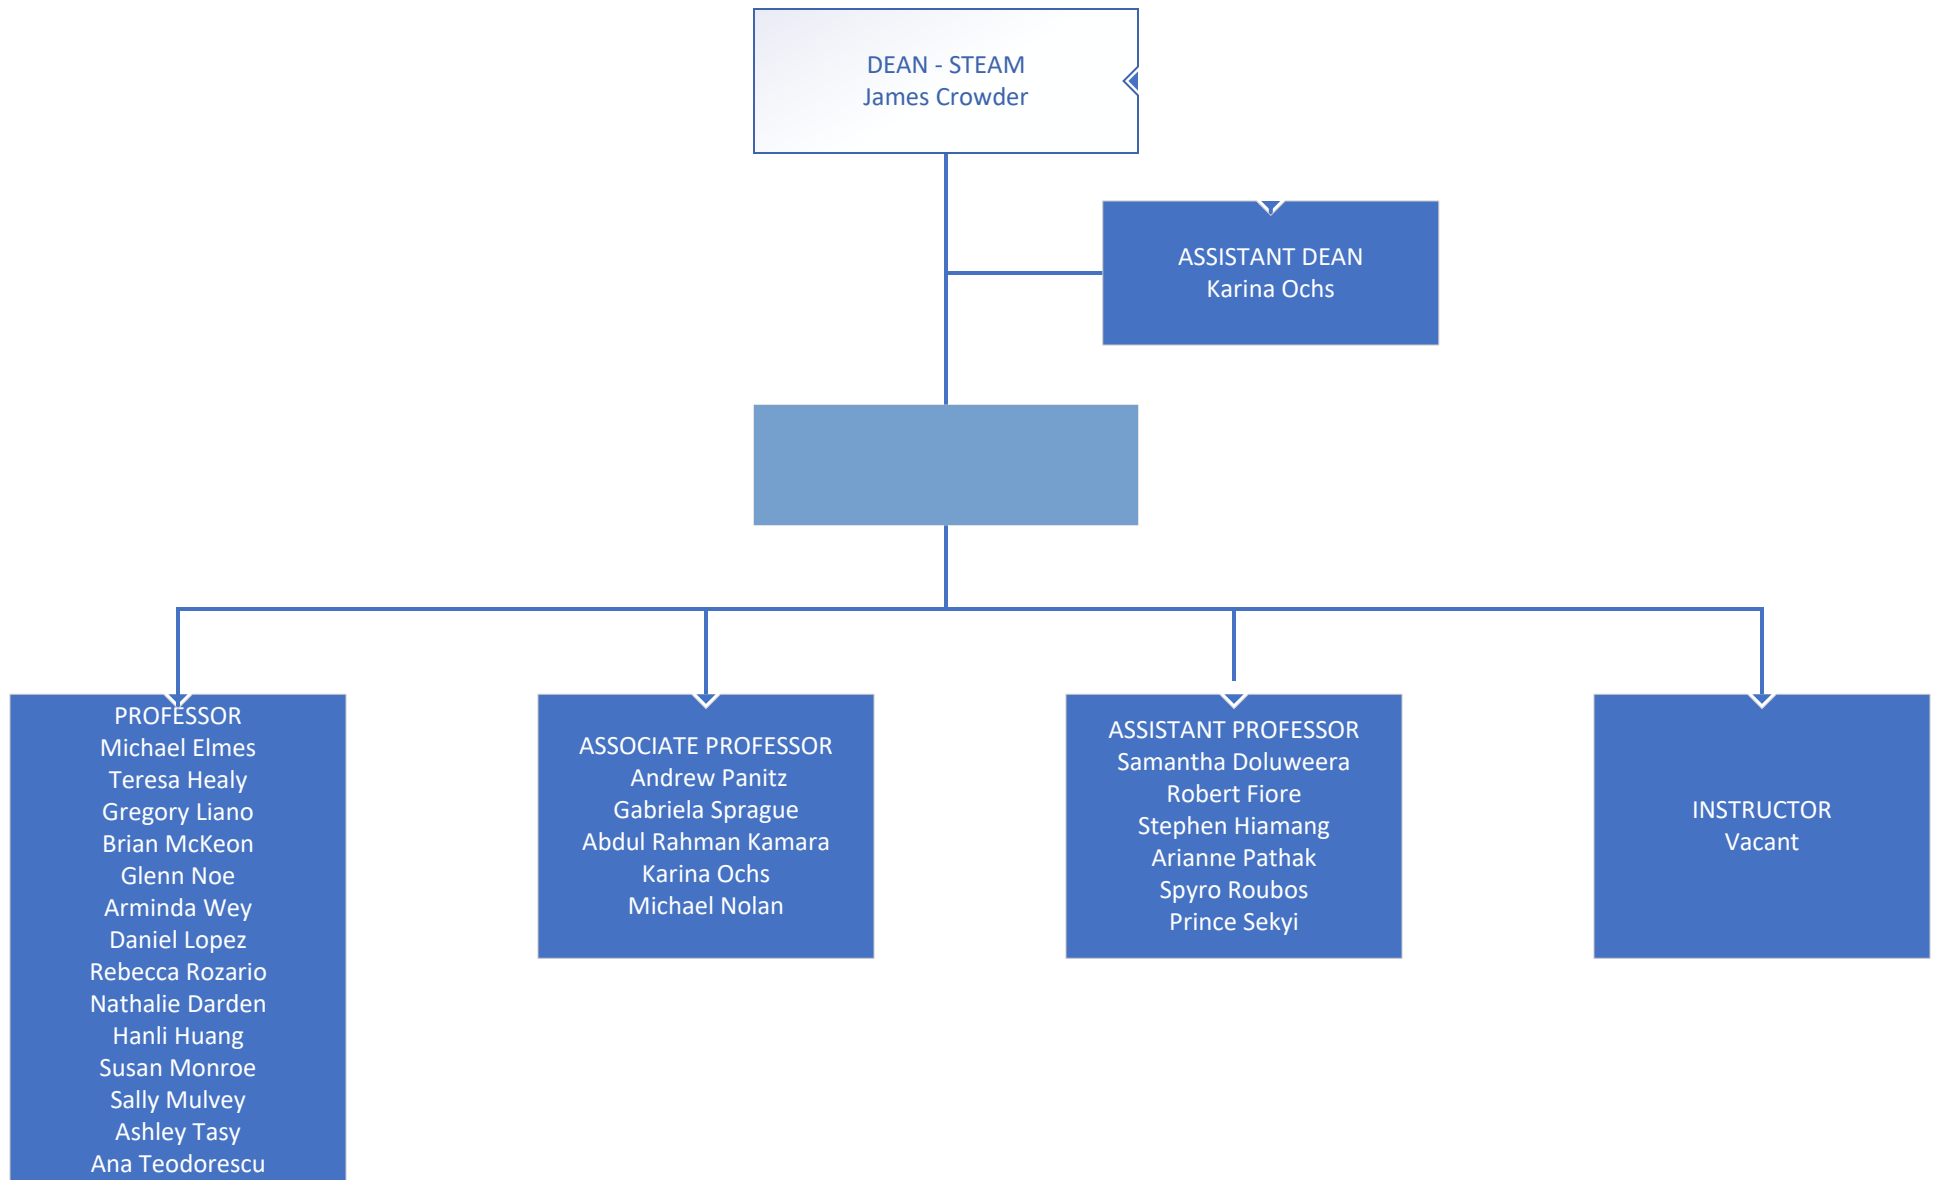 DEAN - STEAM
James Crowder
ASSISTANT DEAN
Karina Ochs
PROFESSOR
Michael Elmes
Teresa Healy
Gregory Liano
Brian McKeon
Glenn Noe
Arminda Wey
Daniel Lopez
Rebecca Rozario
Nathalie Darden
Hanli Huang
Susan Monroe
Sally Mulvey
Ashley Tasy
Ana Teodorescu
ASSOCIATE PROFESSOR
Andrew Panitz
Gabriela Sprague
Abdul Rahman Kamara
Karina Ochs
Michael Nolan
ASSISTANT PROFESSOR
Samantha Doluweera
Robert Fiore
Stephen Hiamang
Arianne Pathak
Spyro Roubos
Prince Sekyi
INSTRUCTOR
Vacant